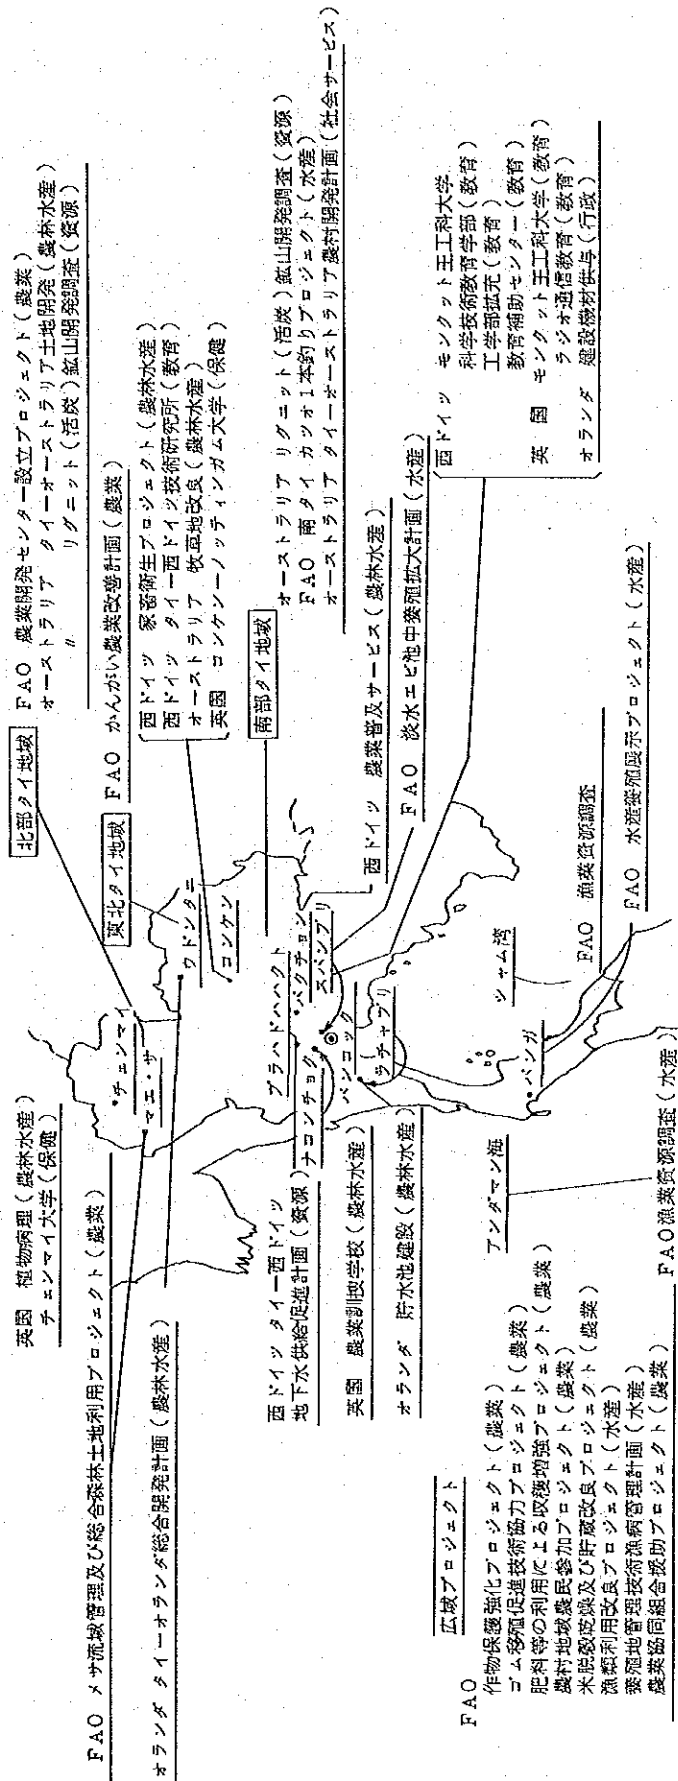 英国 植物病理(農林水産)
チェンマイ大学(保健)
FAO メサ流域管理及び総合森林土地利用プロジェクト(農業)
オランダ タイーオランダ総合開発計画(農林水産)
北部タイ地域
FAO 農業開発センター設立プロジェクト(農業)
オーストラリア タイーオーストラリア土地開発(農林水産)
〃 リグニット(活炭)鉱山開発調査(資源)
東北タイ地域
FAO かんがい農業改善計画(農業)
西ドイツ 家畜衛生プロジェクト(農林水産)
西ドイツ タイー西ドイツ技術研究所(教育)
オーストラリア 牧草地改良(農林水産)
英国 コンケンーノッティンガム大学(保健)
チェンマイ
マエ・サ
ウドンタニ
コンケン
南部タイ地域
オーストラリア リグニット(活炭)鉱山開発調査(資源)
FAO 南タイ カツオ1本釣りプロジェクト(水産)
オーストラリア タイーオーストラリア農村開発計画(社会サービス)
プラバドバハクト
パクチョン
スパンブリ
ナコンチョク
バンコック
ラチャブリ
西ドイツ タイー西ドイツ
地下水供給促進計画(資源)
英国 農業訓練学校(農林水産)
オランダ 貯水池建設(農林水産)
西ドイツ 農業普及サービス(農林水産)
FAO 淡水エビ池中養殖拡大計画(水産)
西ドイツ モンクット王工科大学
科学技術教育学部(教育)
工学部拡充(教育)
教育補助センター(教育)
英国 モンクット王工科大学(教育)
ラジオ通信教育(教育)
オランダ 建設機材供与(行政)
アンダマン海
シャム湾
パンガ
FAO 漁業資源調査
FAO 水産養殖展示プロジェクト(水産)
FAO漁業資源調査(水産)
広域プロジェクト
FAO
作物保護強化プロジェクト(農業)
ゴム移殖促進技術協力プロジェクト(農業)
肥料等の利用による収穫増強プロジェクト(農業)
農村地域農民参加プロジェクト(農業)
米脱穀乾燥及び貯蔵改良プロジェクト(農業)
漁類利用改良プロジェクト(水産)
養殖地管理技術漁病管理計画(水産)
農業協同組合援助プロジェクト(農業)